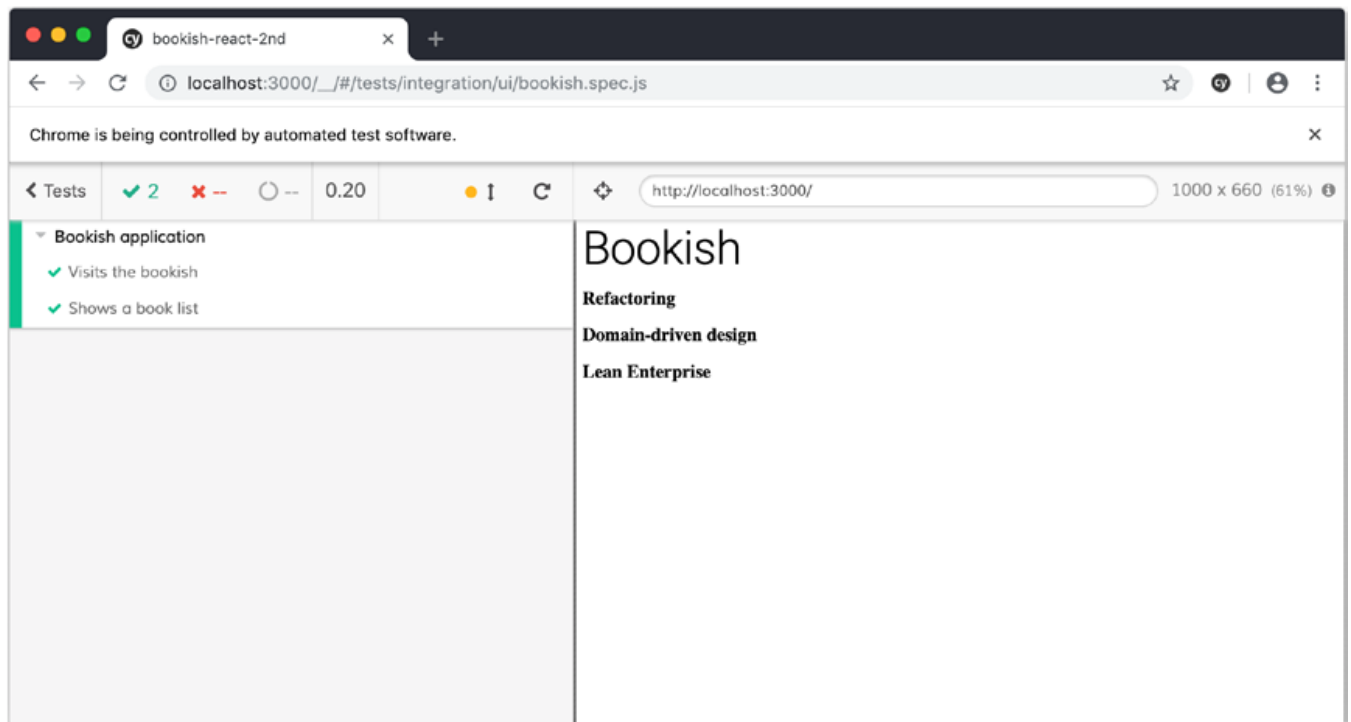 cy bookish-react-2nd
localhost:3000/__/#/tests/integration/ui/bookish.spec.js cy
Chrome is being controlled by automated test software.
Tests 2 -- -- 0.20 http://localhost:3000/ 1000 x 660 (61%)
Bookish application
Visits the bookish
Shows a book list
Bookish
Refactoring
Domain-driven design
Lean Enterprise